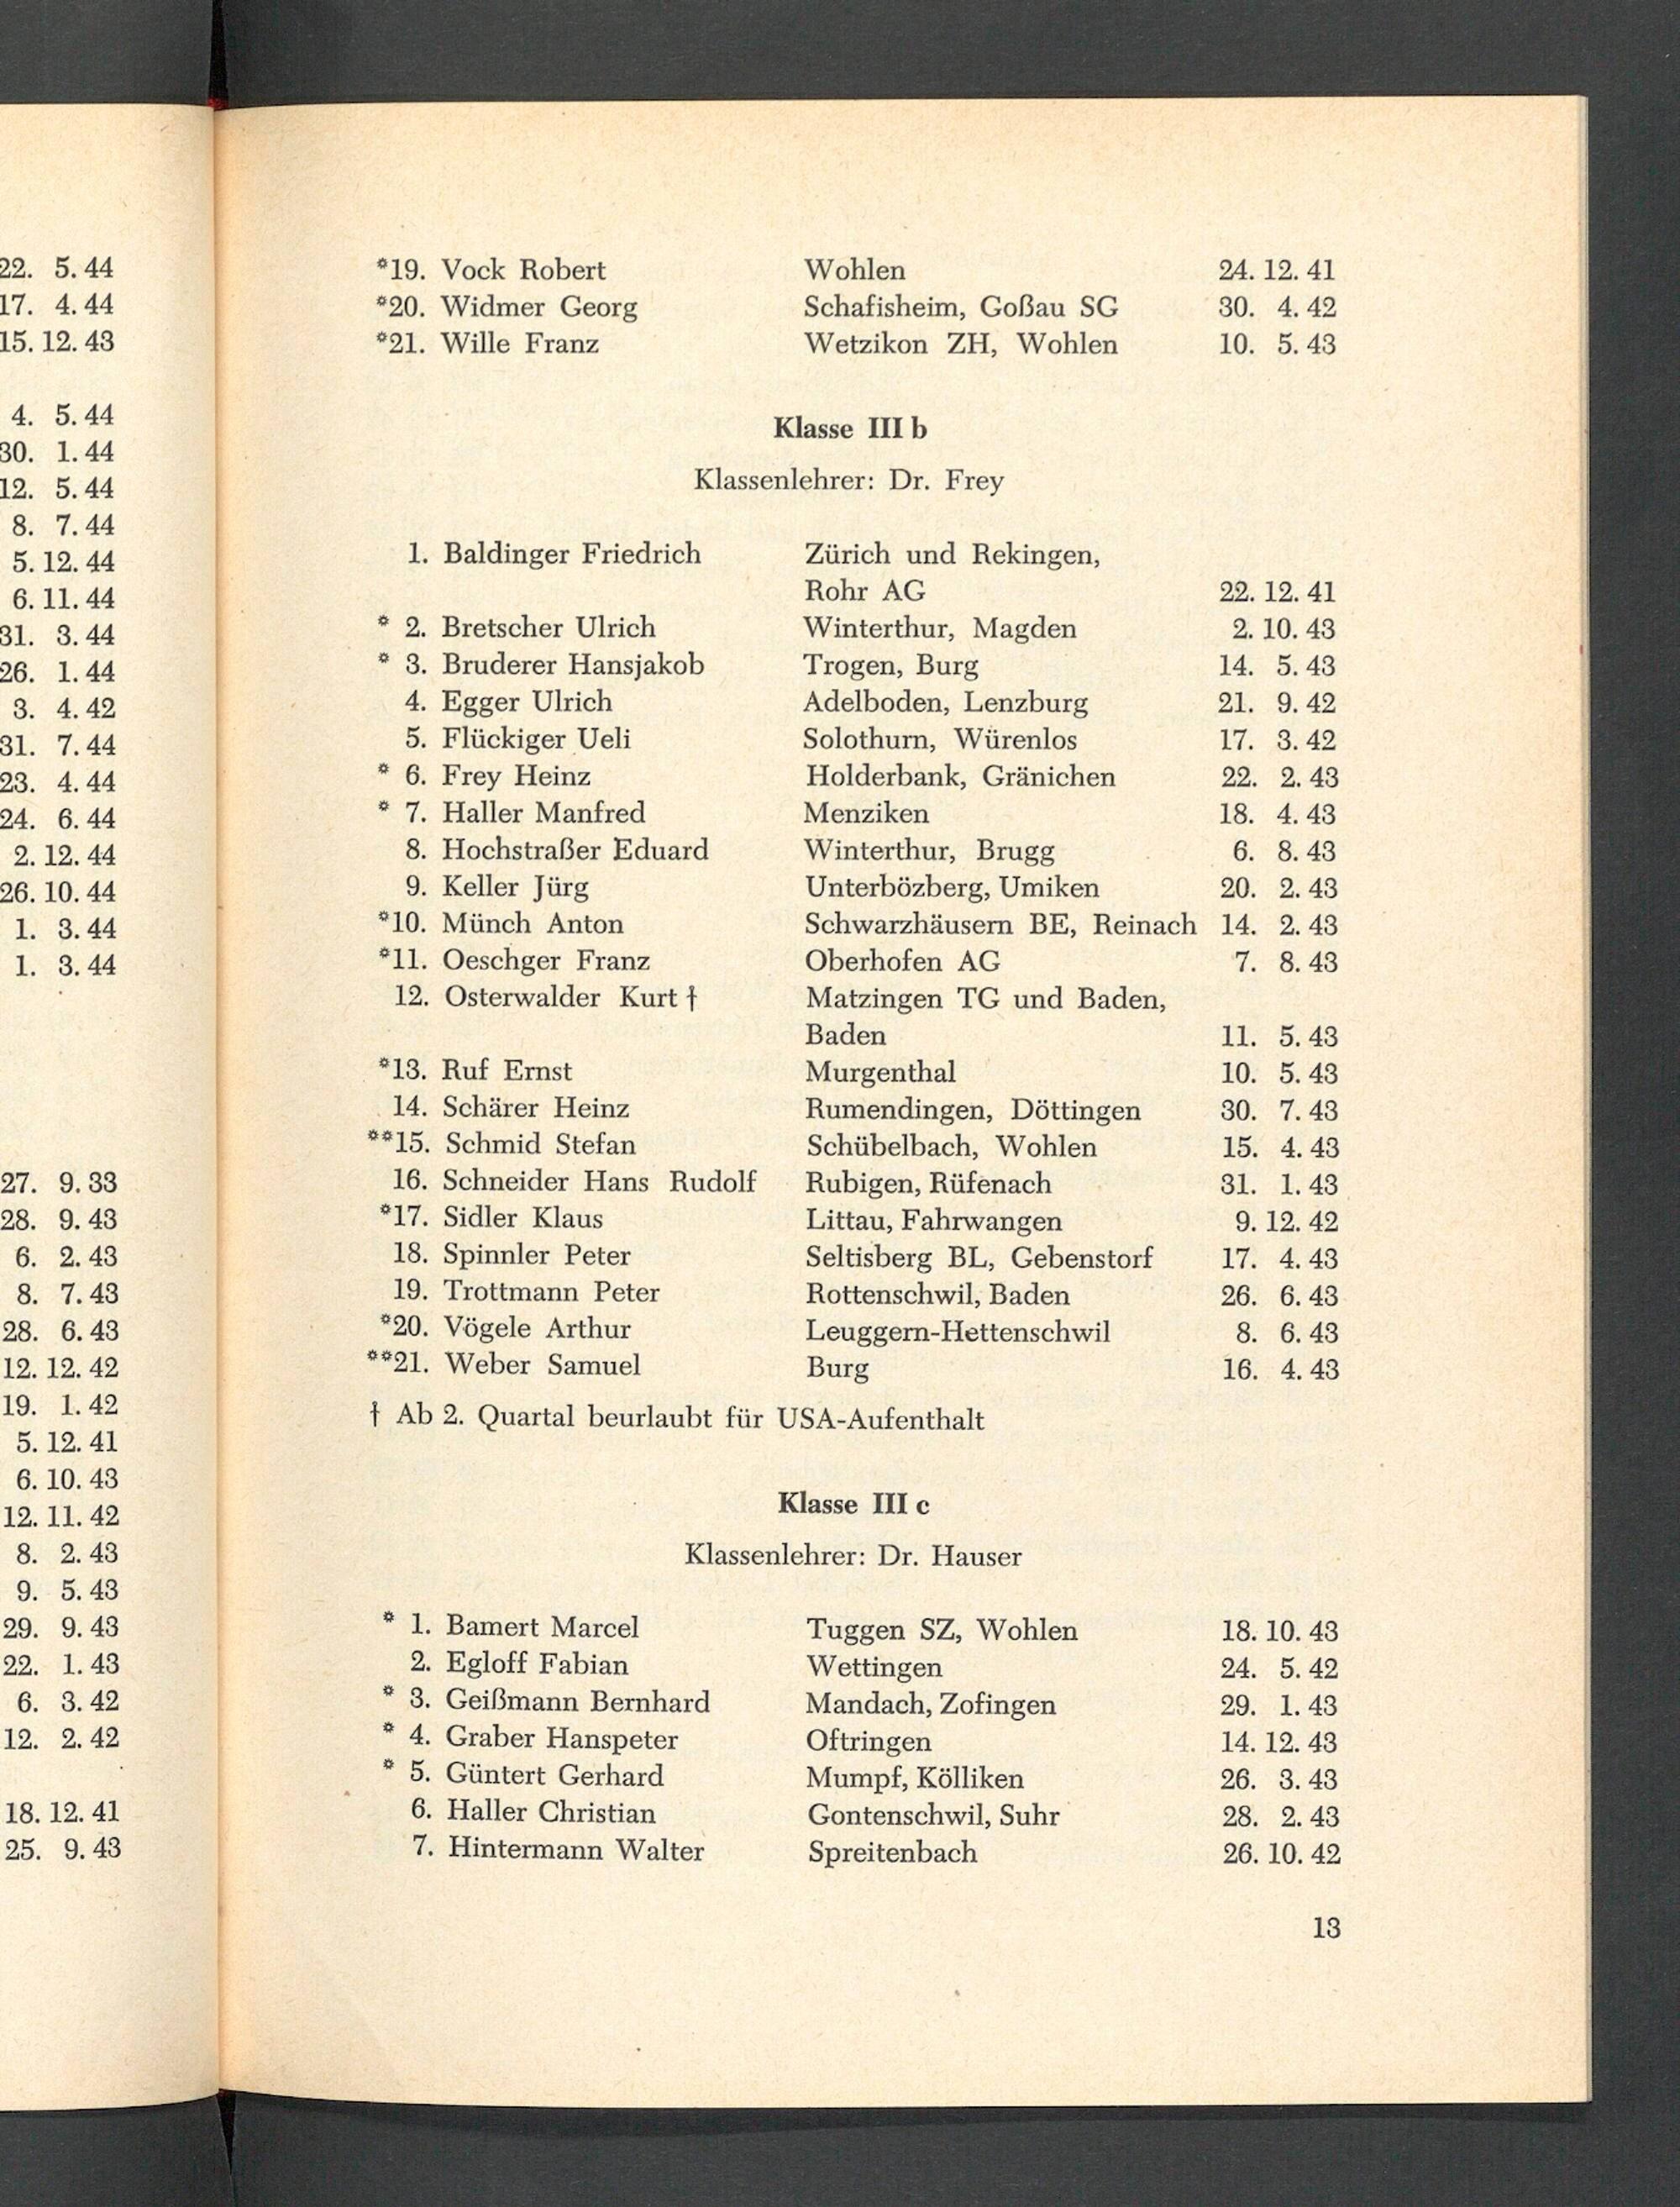 22. 5. 44
17. 4. 44
15. 12. 43
4. 5. 44
30. 1. 44
12. 5. 44
8. 7. 44
5. 12. 44
6. 11. 44
31. 3. 44
26. 1. 44
3. 4. 42
31. 7. 44
23. 4. 44
24. 6. 44
2. 12. 44
26. 10. 44
1. 3. 44
1. 3. 44
27. 9. 33
28. 9. 43
6. 2. 43
8. 7. 43
28. 6. 43
12. 12. 42
19. 1. 42
5. 12. 41
6. 10. 43
12. 11. 42
8. 2. 43
9. 5. 43
29. 9. 43
22. 1. 43
6. 3. 42
12. 2. 42
18. 12. 41
25. 9. 43
*19. Vock Robert Wohlen 24. 12. 41
*20. Widmer Georg Schafisheim, Goßau SG 30. 4. 42
*21. Wille Franz Wetzikon ZH, Wohlen 10. 5. 43
Klasse III b
Klassenlehrer: Dr. Frey
1. Baldinger Friedrich Zürich und Rekingen,
Rohr AG 22. 12. 41
* 2. Bretscher Ulrich Winterthur, Magden 2. 10. 43
* 3. Bruderer Hansjakob Trogen, Burg 14. 5. 43
4. Egger Ulrich Adelboden, Lenzburg 21. 9. 42
5. Flückiger Ueli Solothurn, Würenlos 17. 3. 42
* 6. Frey Heinz Holderbank, Gränichen 22. 2. 43
* 7. Haller Manfred Menziken 18. 4. 43
8. Hochstraßer Eduard Winterthur, Brugg 6. 8. 43
9. Keller Jürg Unterbözberg, Umiken 20. 2. 43
*10. Münch Anton Schwarzhäusern BE, Reinach 14. 2. 43
*11. Oeschger Franz Oberhofen AG 7. 8. 43
12. Osterwalder Kurt † Matzingen TG und Baden,
Baden 11. 5. 43
*13. Ruf Ernst Murgenthal 10. 5. 43
14. Schärer Heinz Rumendingen, Döttingen 30. 7. 43
**15. Schmid Stefan Schübelbach, Wohlen 15. 4. 43
16. Schneider Hans Rudolf Rubigen, Rüfenach 31. 1. 43
*17. Sidler Klaus Littau, Fahrwangen 9. 12. 42
18. Spinnler Peter Seltisberg BL, Gebenstorf 17. 4. 43
19. Trottmann Peter Rottenschwil, Baden 26. 6. 43
*20. Vögele Arthur Leuggern-Hettenschwil 8. 6. 43
**21. Weber Samuel Burg 16. 4. 43
† Ab 2. Quartal beurlaubt für USA-Aufenthalt
Klasse III c
Klassenlehrer: Dr. Hauser
* 1. Bamert Marcel Tuggen SZ, Wohlen 18. 10. 43
2. Egloff Fabian Wettingen 24. 5. 42
* 3. Geißmann Bernhard Mandach, Zofingen 29. 1. 43
* 4. Graber Hanspeter Oftringen 14. 12. 43
* 5. Güntert Gerhard Mumpf, Kölliken 26. 3. 43
6. Haller Christian Gontenschwil, Suhr 28. 2. 43
7. Hintermann Walter Spreitenbach 26. 10. 42
13